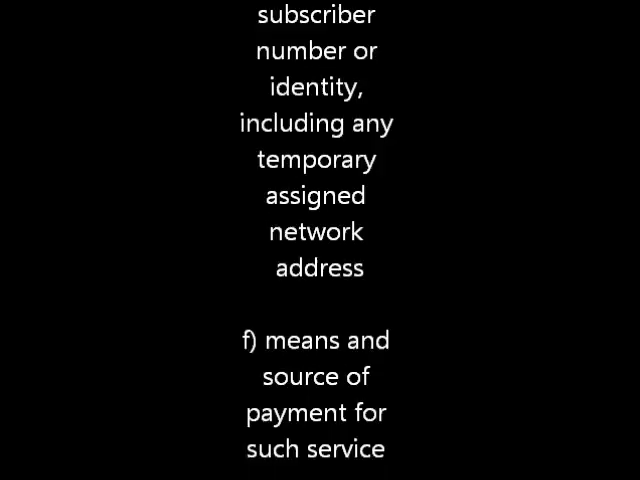 subscriber
number or
identity,
including any
temporary
assigned
network
address
f) means and
source of
payment for
such service